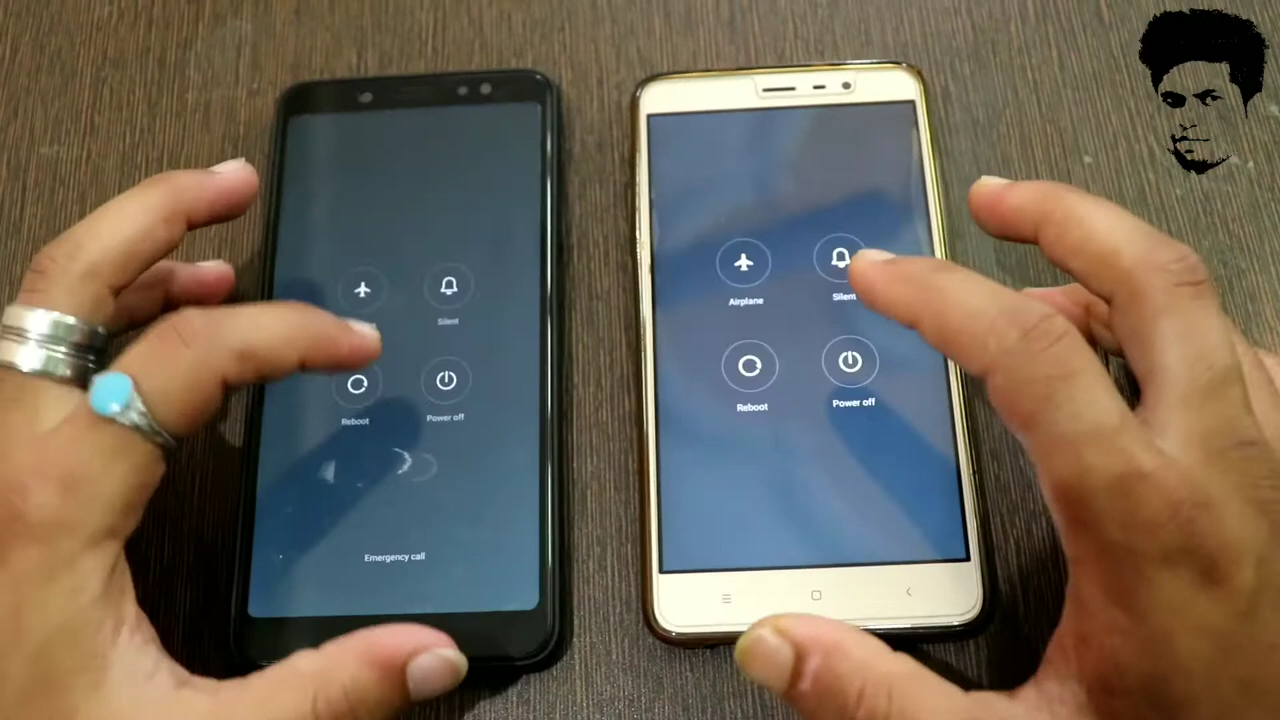 Silent
Reboot
Power off
Emergency call
Airplane
Silent
Reboot
Power off